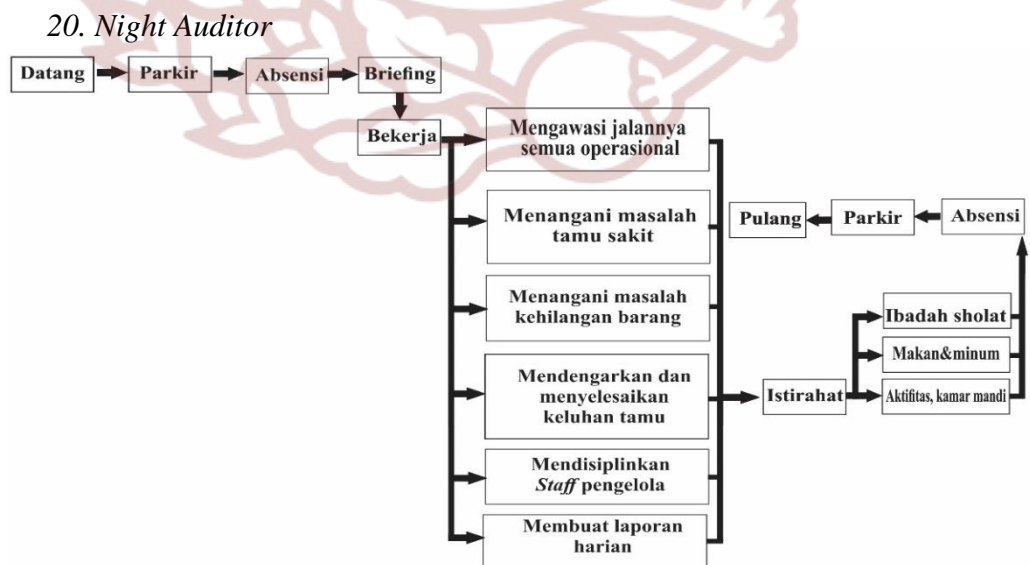 20. Night Auditor
Datang
Parkir
Absensi
Briefing
Bekerja
Mengawasi jalannya
semua operasional
Menangani masalah
tamu sakit
Menangani masalah
kehilangan barang
Mendengarkan dan
menyelesaikan
keluhan tamu
Mendisiplinkan
Staff pengelola
Membuat laporan
harian
Istirahat
Ibadah sholat
Makan&minum
Aktifitas, kamar mandi
Absensi
Parkir
Pulang